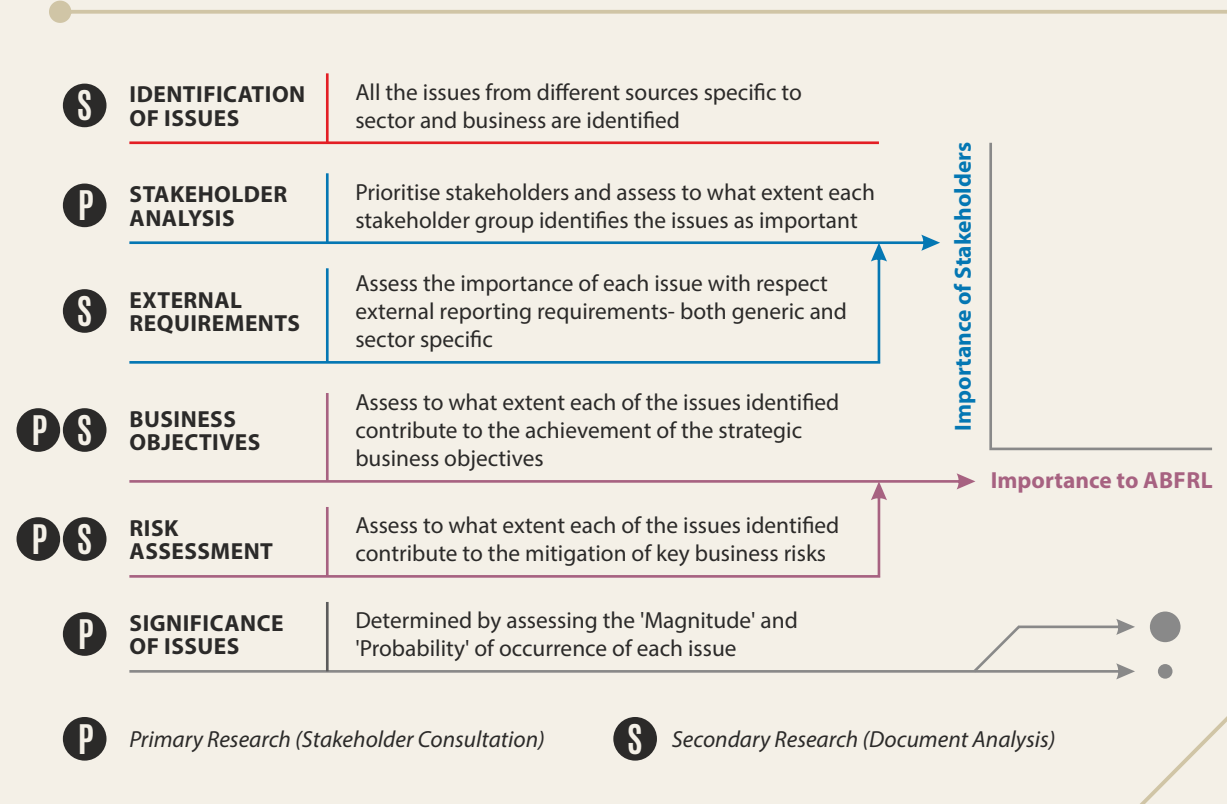 S
IDENTIFICATION
OF ISSUES
All the issues from different sources specific to
sector and business are identified
P
STAKEHOLDER
ANALYSIS
Prioritise stakeholders and assess to what extent each
stakeholder group identifies the issues as important
S
EXTERNAL
REQUIREMENTS
Assess the importance of each issue with respect
external reporting requirements- both generic and
sector specific
P S
BUSINESS
OBJECTIVES
Assess to what extent each of the issues identified
contribute to the achievement of the strategic
business objectives
P S
RISK
ASSESSMENT
Assess to what extent each of the issues identified
contribute to the mitigation of key business risks
P
SIGNIFICANCE
OF ISSUES
Determined by assessing the 'Magnitude' and
'Probability' of occurrence of each issue
Importance of Stakeholders
Importance to ABFRL
P Primary Research (Stakeholder Consultation)
S Secondary Research (Document Analysis)